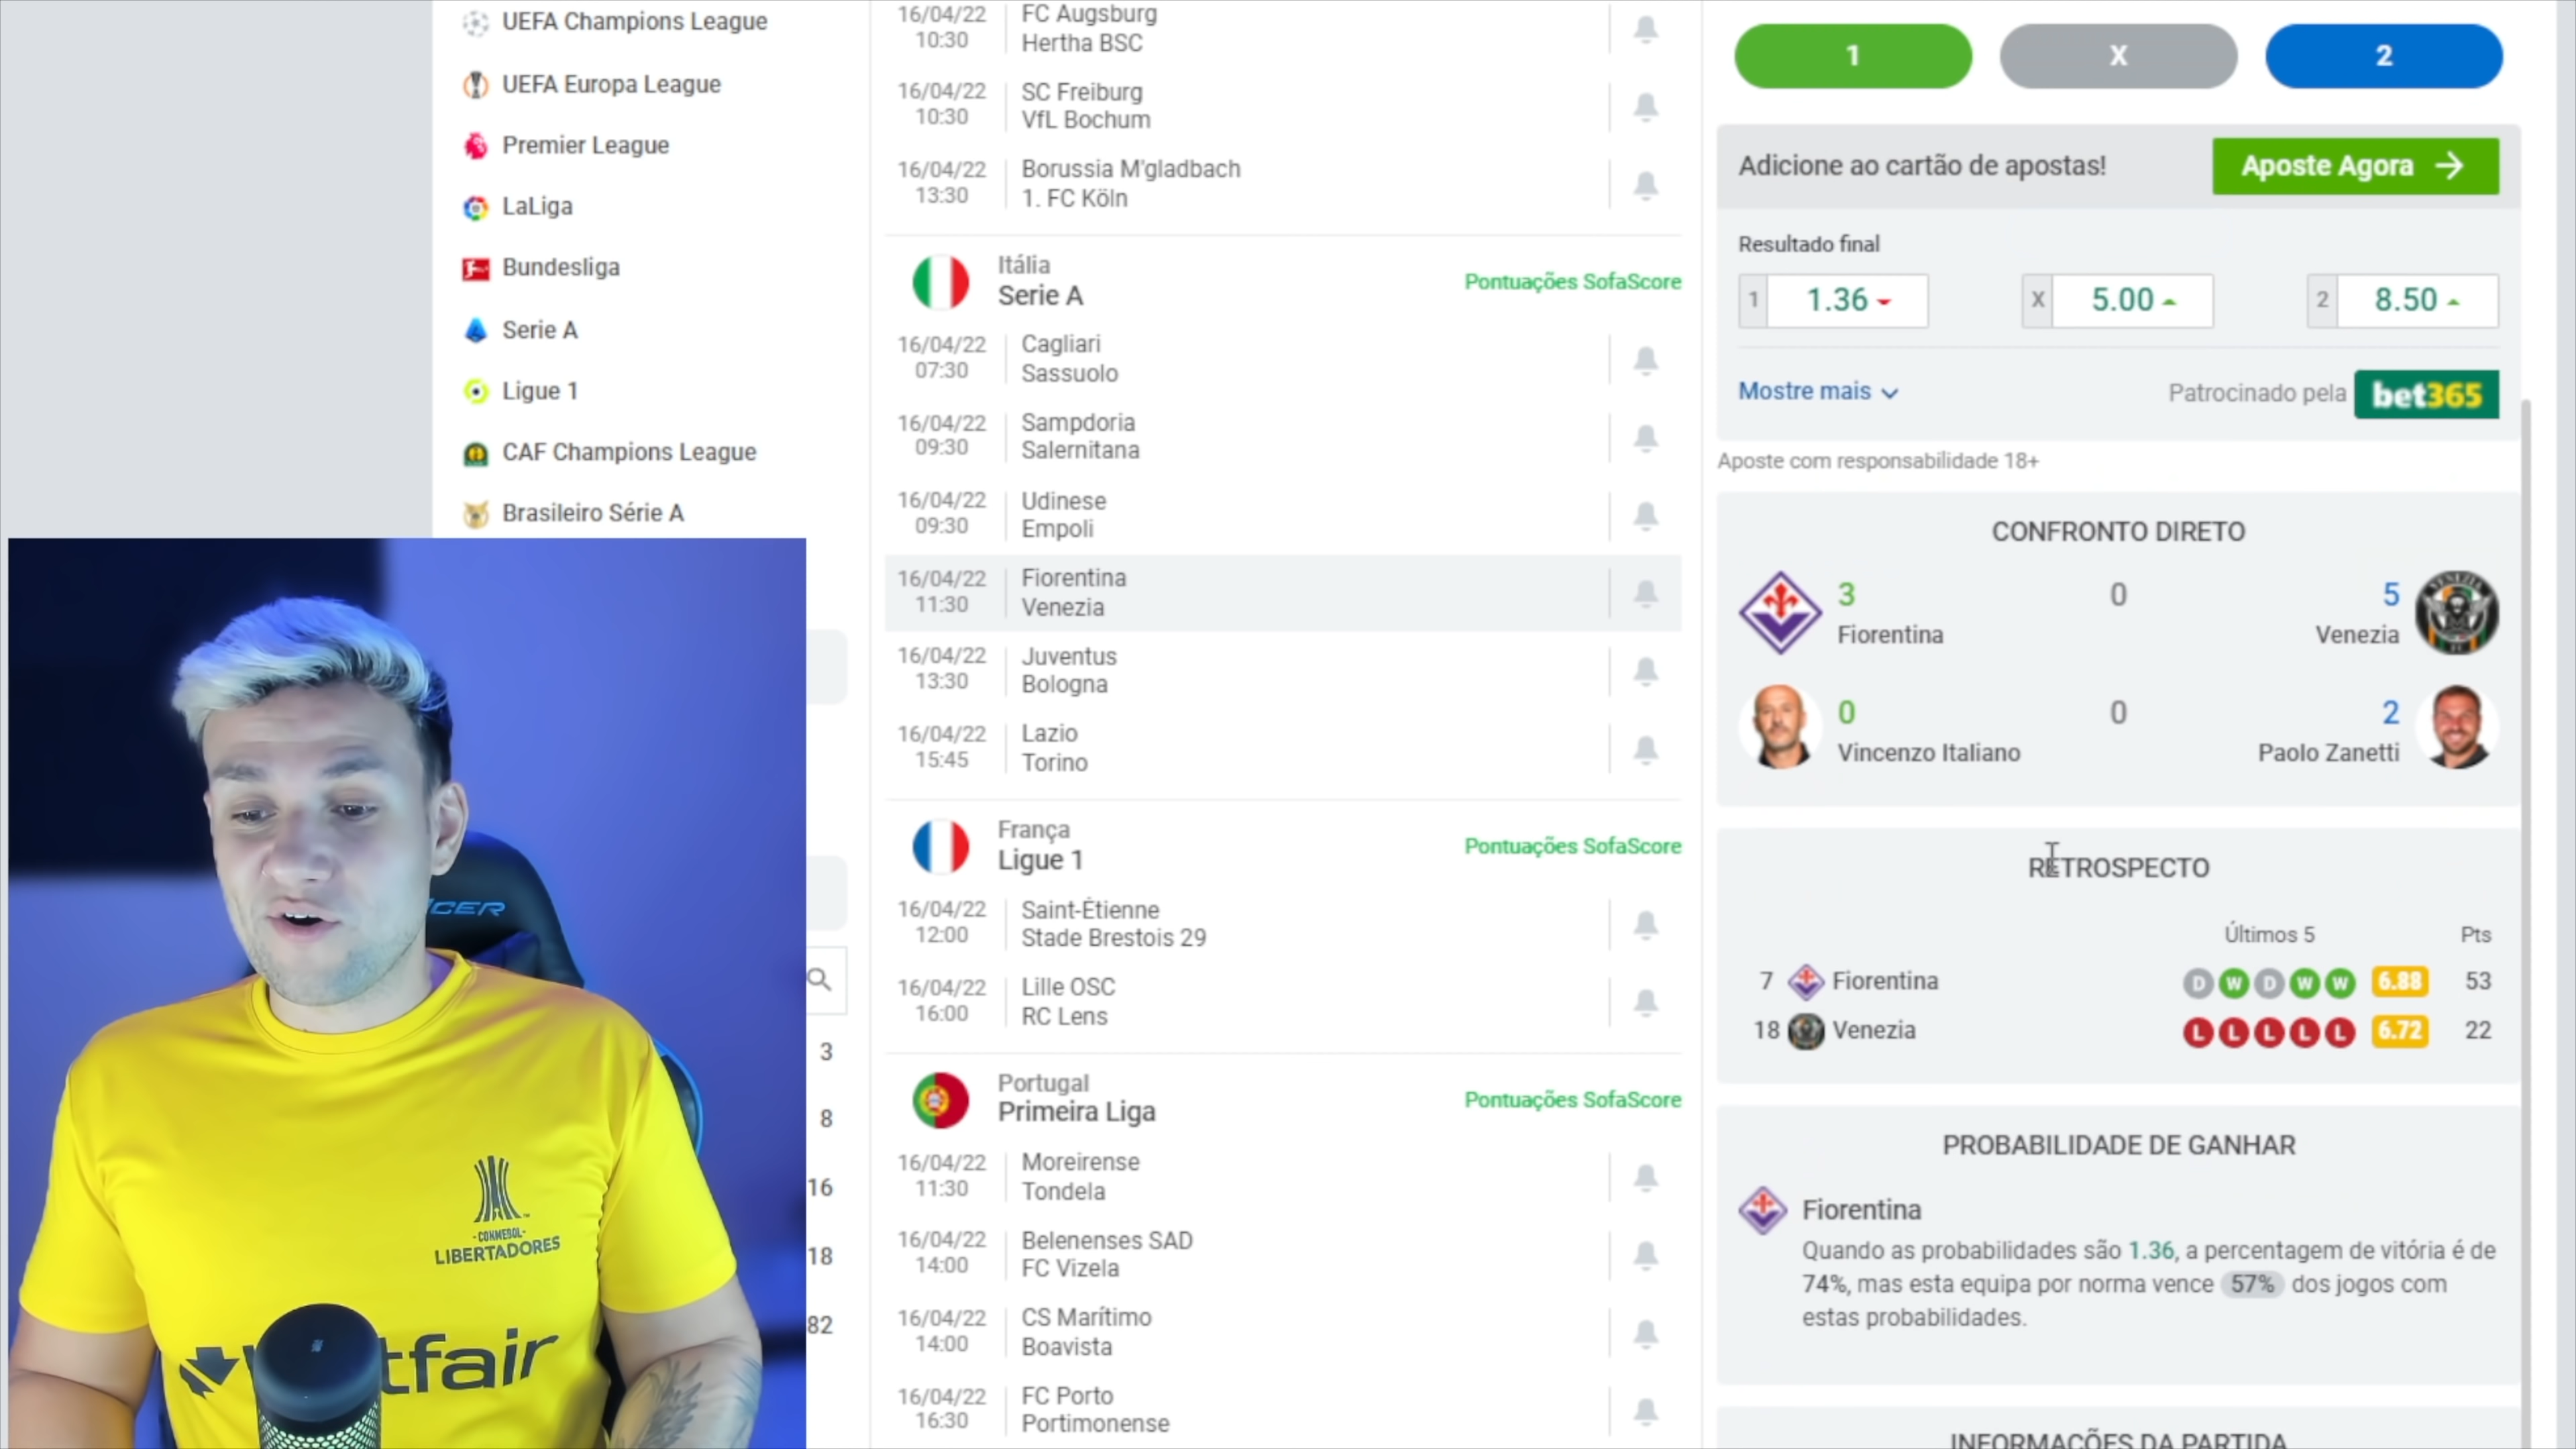 UEFA Champions League
UEFA Europa League
Premier League
LaLiga
Bundesliga
Serie A
Ligue 1
CAF Champions League
Brasileiro Série A
3
8
16
18
82
CONMEBOL
LIBERTADORES
tfair
16/04/22 FC Augsburg
10:30 Hertha BSC
16/04/22 SC Freiburg
10:30 VfL Bochum
16/04/22 Borussia M'gladbach
13:30 1. FC Köln
Itália
Serie A
Pontuações SofaScore
16/04/22 Cagliari
07:30 Sassuolo
16/04/22 Sampdoria
09:30 Salernitana
16/04/22 Udinese
09:30 Empoli
16/04/22 Fiorentina
11:30 Venezia
16/04/22 Juventus
13:30 Bologna
16/04/22 Lazio
15:45 Torino
França
Ligue 1
Pontuações SofaScore
16/04/22 Saint-Étienne
12:00 Stade Brestois 29
16/04/22 Lille OSC
16:00 RC Lens
Portugal
Primeira Liga
Pontuações SofaScore
16/04/22 Moreirense
11:30 Tondela
16/04/22 Belenenses SAD
14:00 FC Vizela
16/04/22 CS Marítimo
14:00 Boavista
16/04/22 FC Porto
16:30 Portimonense
1 X 2
Adicione ao cartão de apostas! Aposte Agora
Resultado final
1 1.36 X 5.00 2 8.50
Mostre mais Patrocinado pela bet365
Aposte com responsabilidade 18+
CONFRONTO DIRETO
3 0 5
Fiorentina Venezia
0 0 2
Vincenzo Italiano Paolo Zanetti
RETROSPECTO
Últimos 5 Pts
7 Fiorentina D W D W W 6.88 53
18 Venezia L L L L L 6.72 22
PROBABILIDADE DE GANHAR
Fiorentina
Quando as probabilidades são 1.36, a percentagem de vitória é de
74%, mas esta equipa por norma vence 57% dos jogos com
estas probabilidades.
INFORMAÇÕES DA PARTIDA